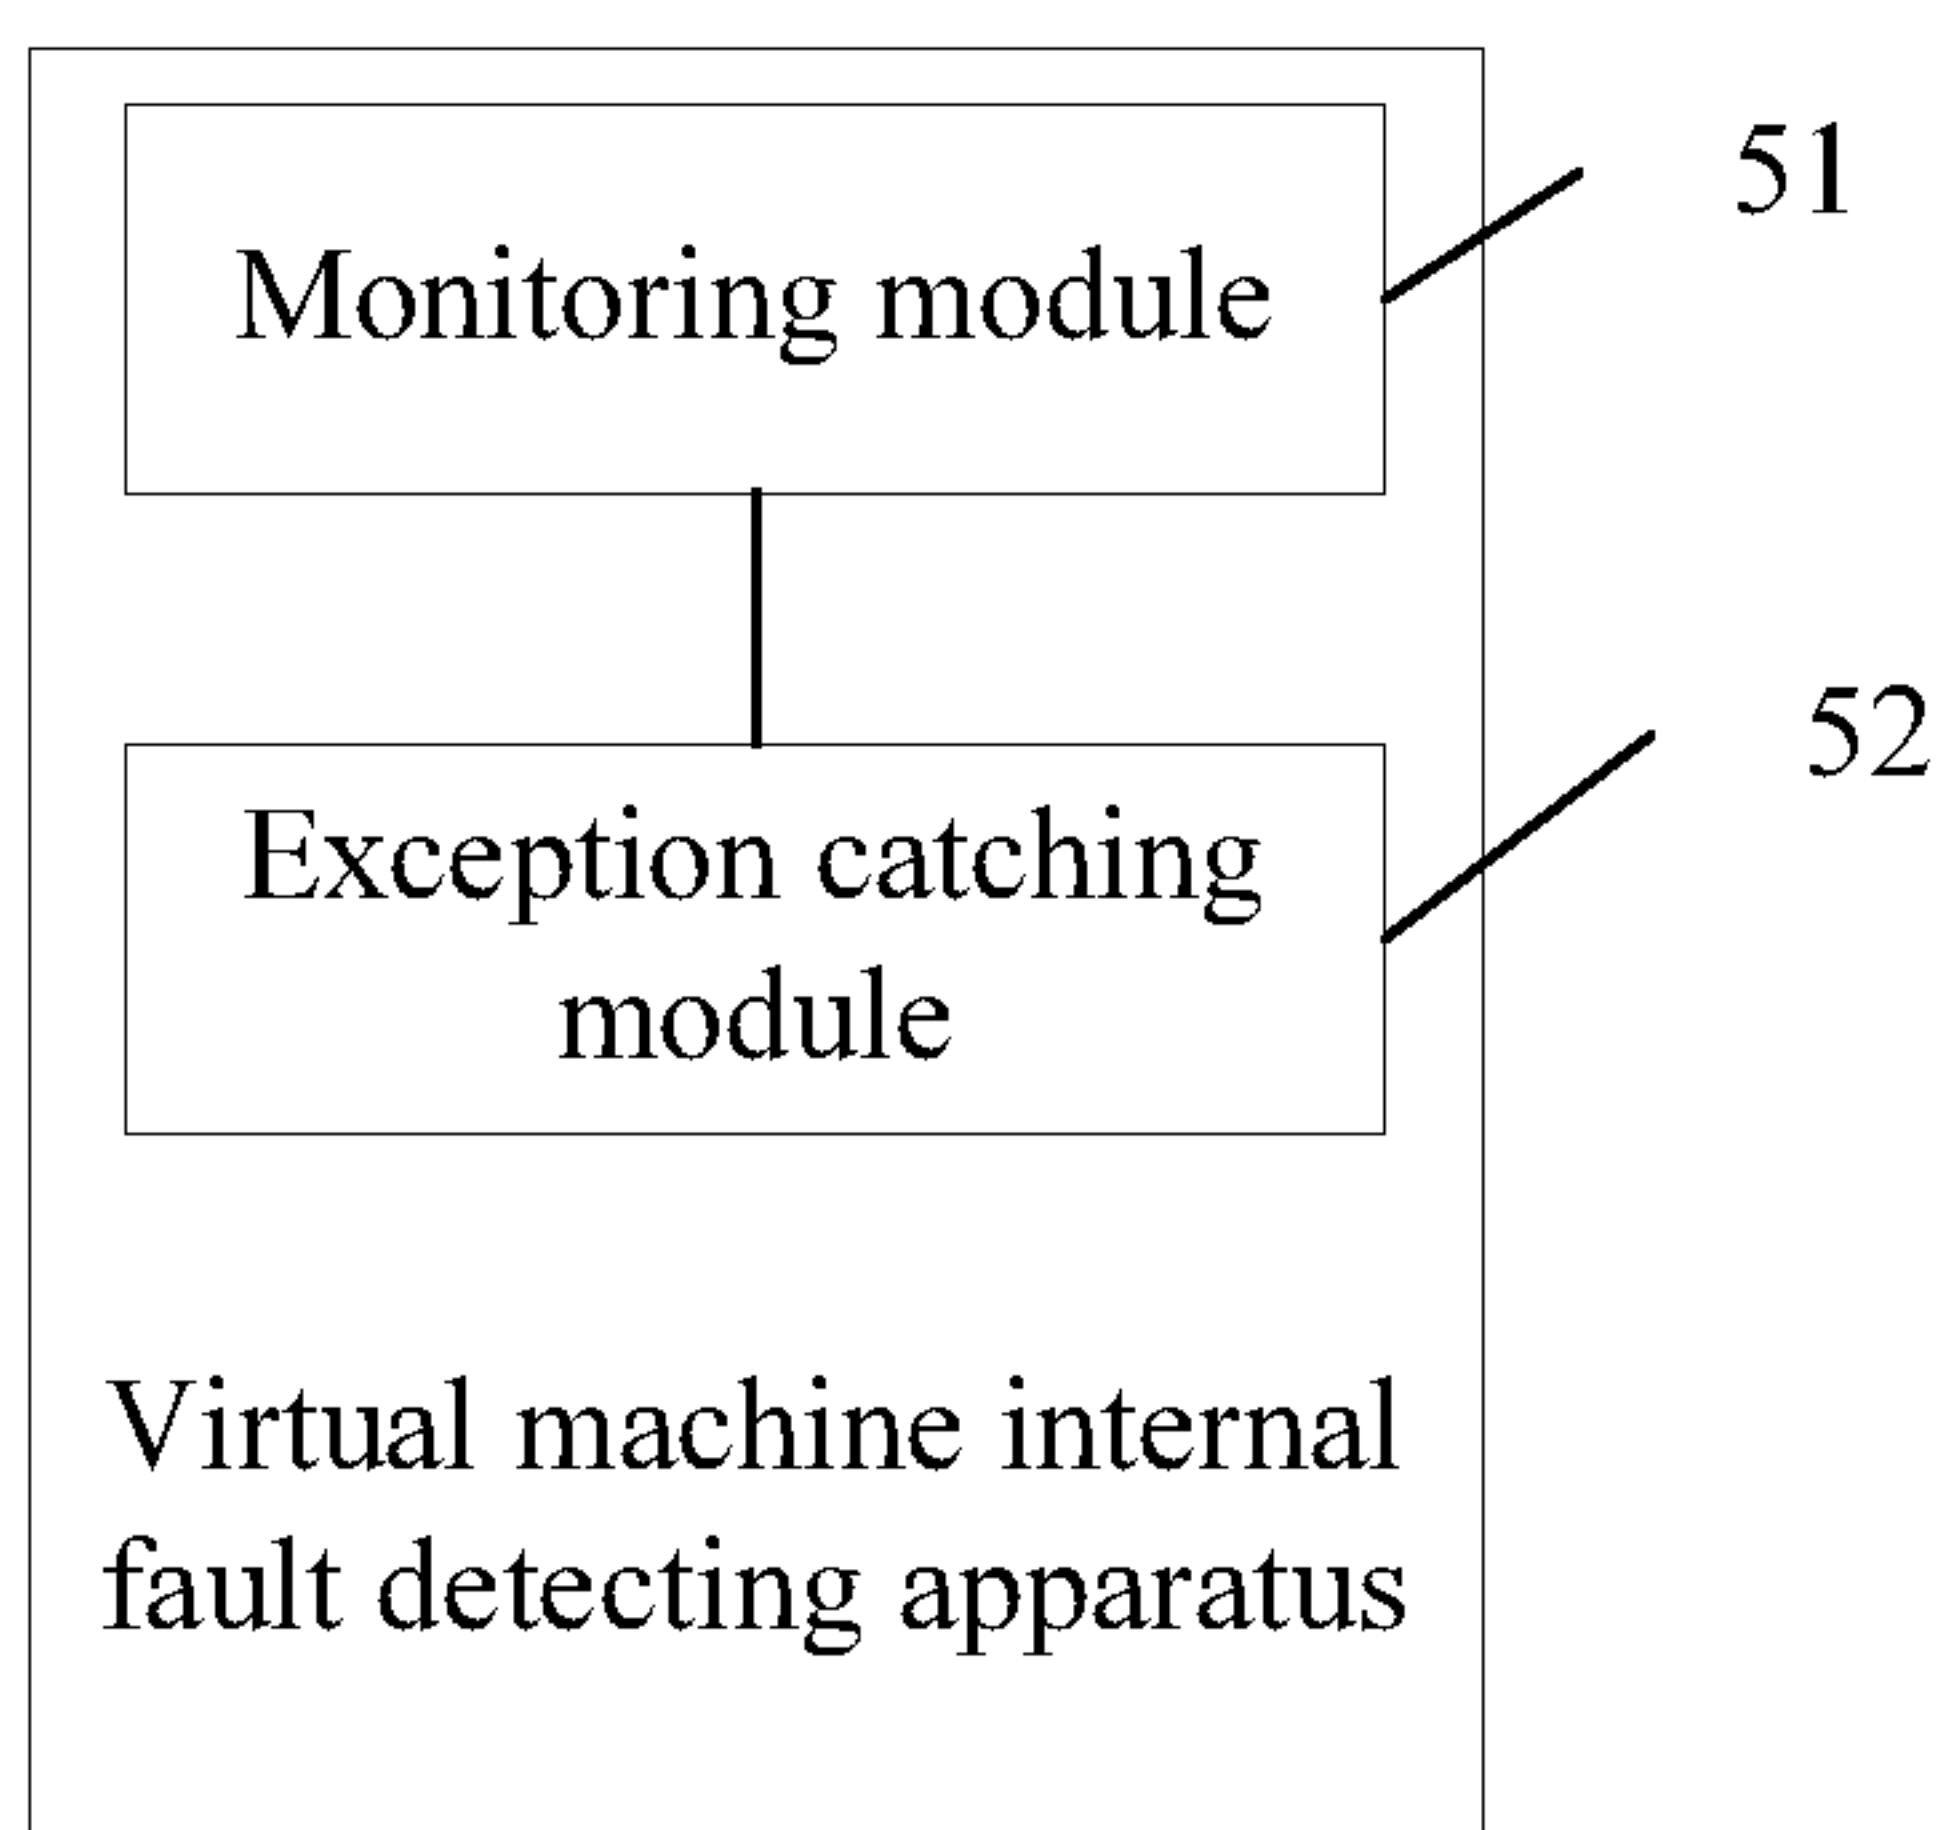 Monitoring module
51
Exception catching
module
52
Virtual machine internal
fault detecting apparatus